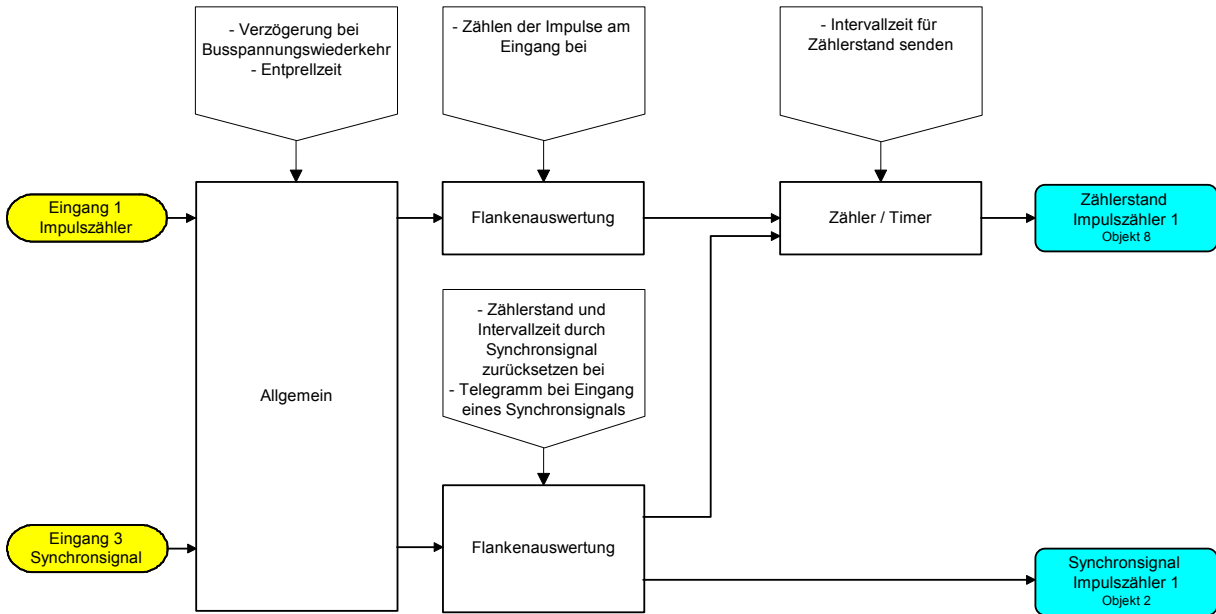 - Verzögerung bei
Busspannungswiederkehr
- Entprellzeit
- Zählen der Impulse am
Eingang bei
- Intervallzeit für
Zählerstand senden
Eingang 1
Impulszähler
Flankenauswertung
Zähler / Timer
Zählerstand
Impulszähler 1
Objekt 8
- Zählerstand und
Intervallzeit durch
Synchronsignal
zurücksetzen bei
- Telegramm bei Eingang
eines Synchronsignals
Allgemein
Eingang 3
Synchronsignal
Flankenauswertung
Synchronsignal
Impulszähler 1
Objekt 2